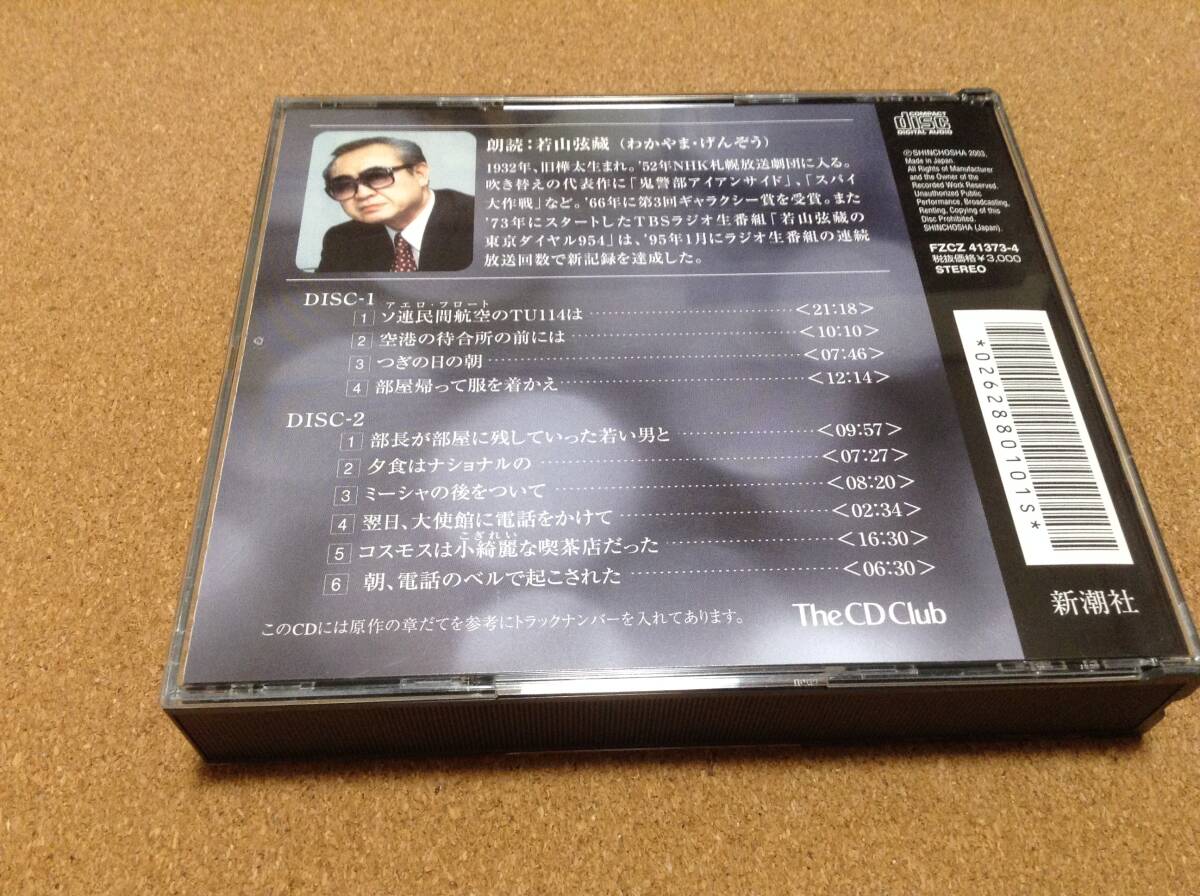 朗読：若山弦蔵（わかやま・げんぞう）
1932年、旧樺太生まれ。'52年NHK札幌放送劇団に入る。
吹き替えの代表作に「鬼警部アイアンサイド」、「スパイ
大作戦」など。'66年に第3回ギャラクシー賞を受賞。また
'73年にスタートしたTBSラジオ生番組「若山弦蔵の
東京ダイヤル954」は、'95年1月にラジオ生番組の連続
放送回数で新記録を達成した。
DISC-1
アエロ・フロート
1 ソ連民間航空のTU114は <21:18>
2 空港の待合所の前には <10:10>
3 つぎの日の朝 <07:46>
4 部屋帰って服を着かえ <12:14>
DISC-2
1 部長が部屋に残していった若い男と <09:57>
2 夕食はナショナルの <07:27>
3 ミーシャの後をついて <08:20>
4 翌日、大使館に電話をかけて <02:34>
こぎれい
5 コスモスは小綺麗な喫茶店だった <16:30>
6 朝、電話のベルで起こされた <06:30>
このCDには原作の章だてを参考にトラックナンバーを入れてあります。
The CD Club
COMPACT
disc
DIGITAL AUDIO
℗SHINCHOSHA 2003,
Made in Japan.
All Rights of Manufacturer
and the Owner of the
Recorded Work Reserved.
Unauthorized Public
Performance, Broadcasting,
Renting, Copying of this
Disc Prohibited.
SHINCHOSHA (Japan).
FZCZ 41373-4
税抜価格¥3,000
STEREO
*02628801015*
新潮社